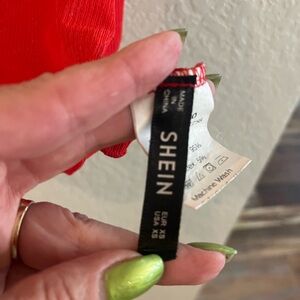 MADE
IN
CHINA
SHEIN
EUR XS
USA XS
Machine Wash